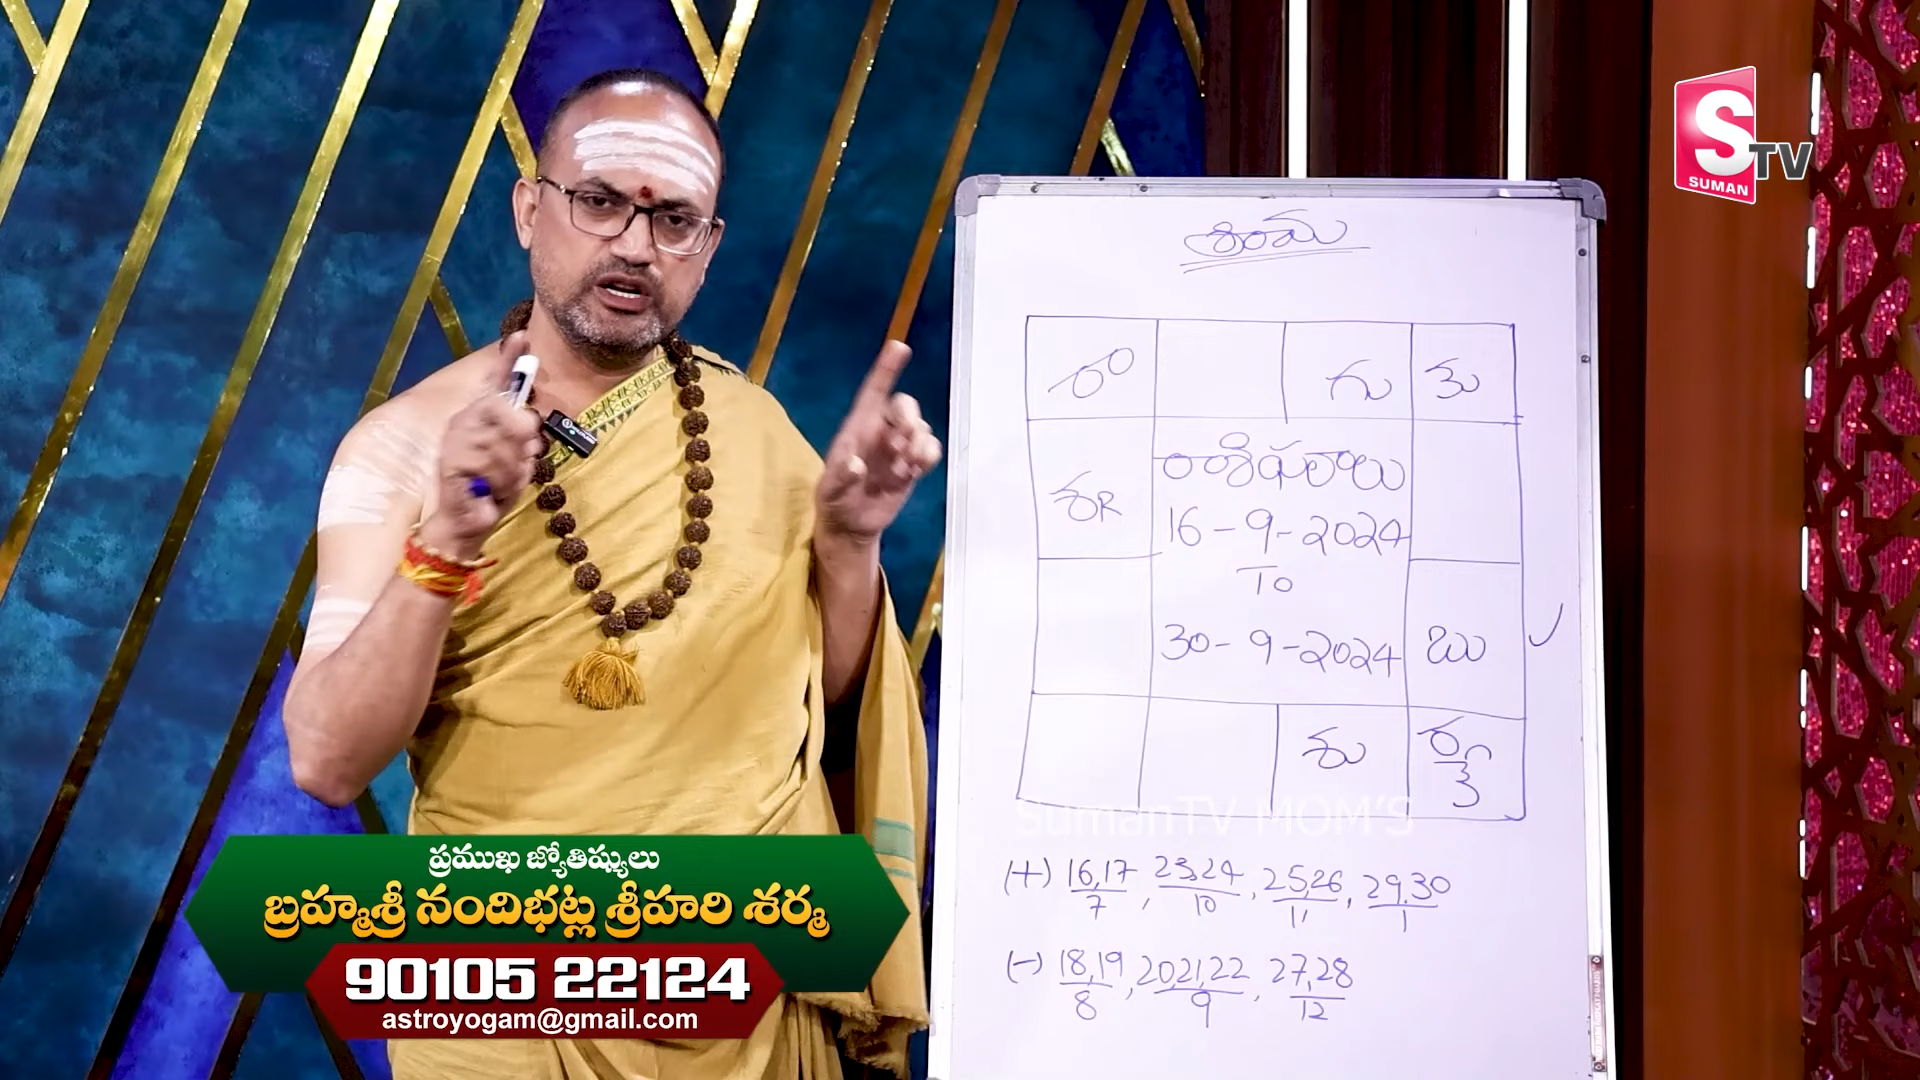 S TV
SUMAN
రా
గు
కు
శR
రాశిఫలాలు
16-9-2024
TO
30-9-2024
బు
శు
కే
SumanTV MOM'S
(+) 16,17, 23,24, 25,26, 29,30
7 10 11 1
(-) 18,19, 20,21,22, 27,28
8 9 12
ప్రముఖ జ్యోతిష్యులు
బ్రహ్మశ్రీ నందిభట్ల శ్రీహరి శర్మ
90105 22124
astroyogam@gmail.com